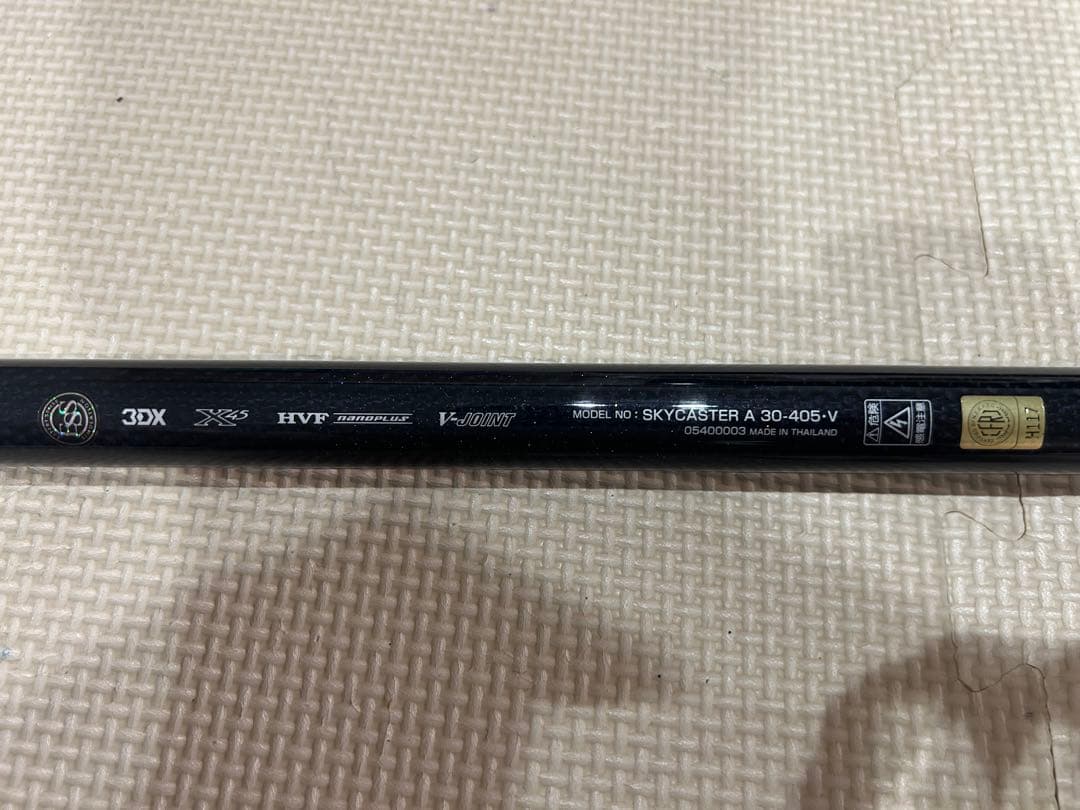 SSS
3DX
X45
HVF nanoplus
V-JOINT
MODEL NO : SKYCASTER A 30-405・V
05400003 MADE IN THAILAND
危険
感電注意
H117